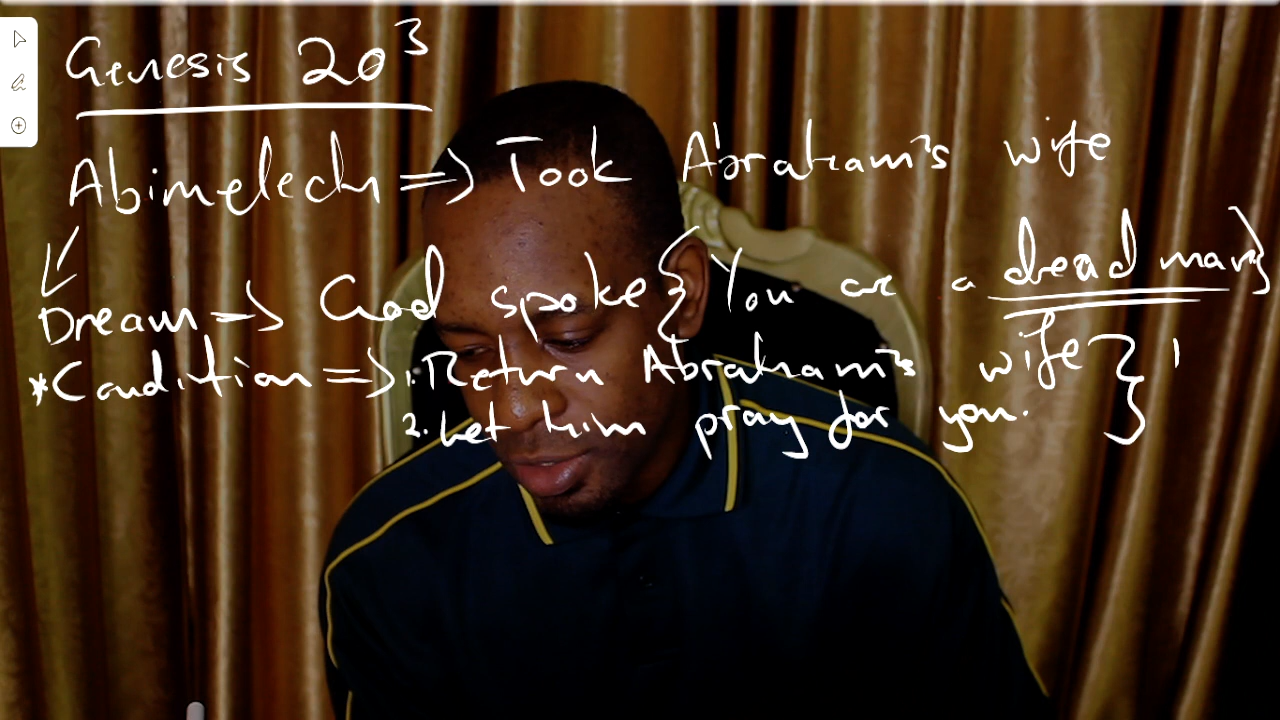 Genesis 20³
Abimelech => Took Abraham's wife
Dream => God spoke { You are a dead man}
*Condition => 1. Return Abraham's wife } '
2. Let him pray for you.